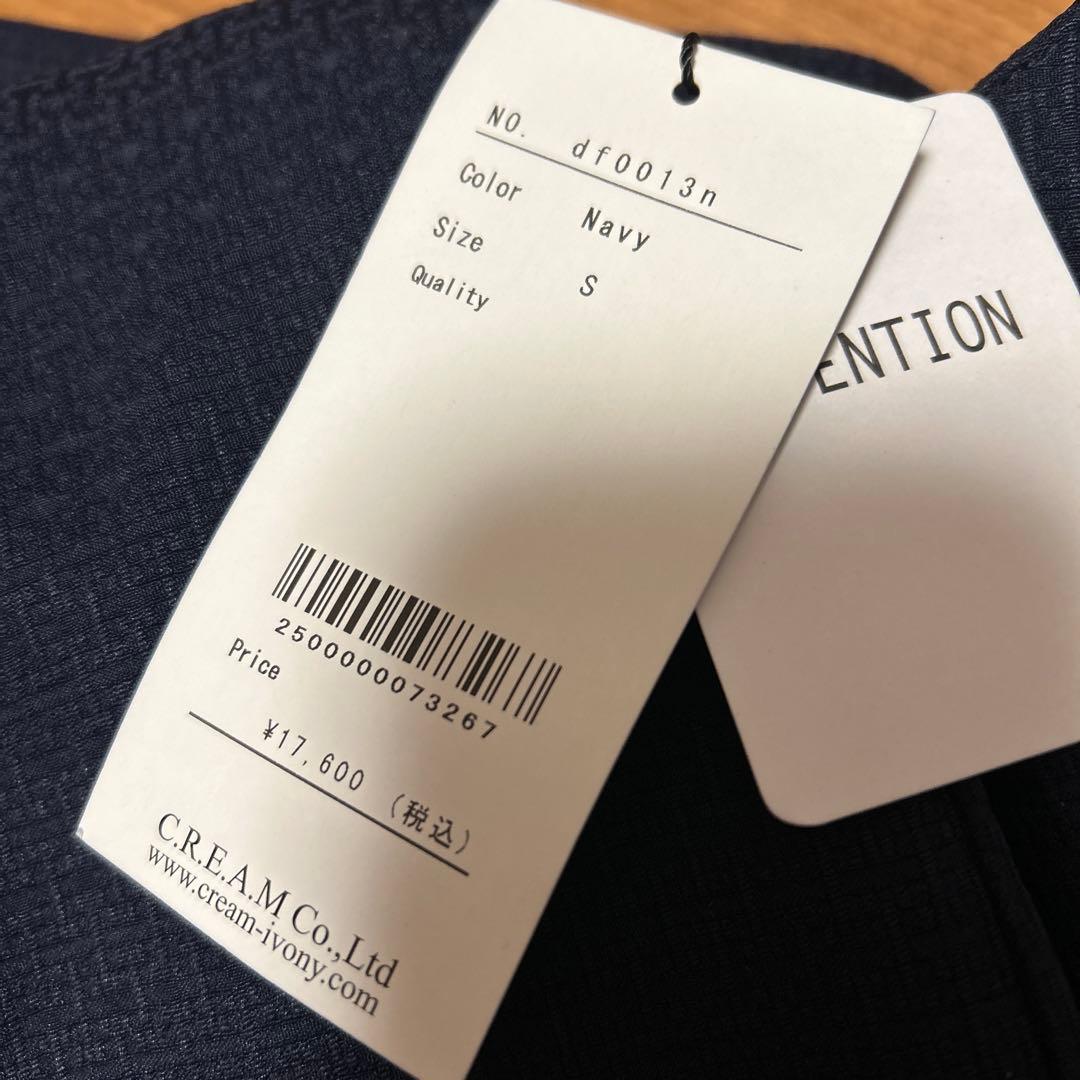 NO. df0013n
Color Navy
Size S
Quality
2500000073267
Price
¥17,600 (税込)
C.R.E.A.M Co.,Ltd
www.cream-ivony.com
ENTION